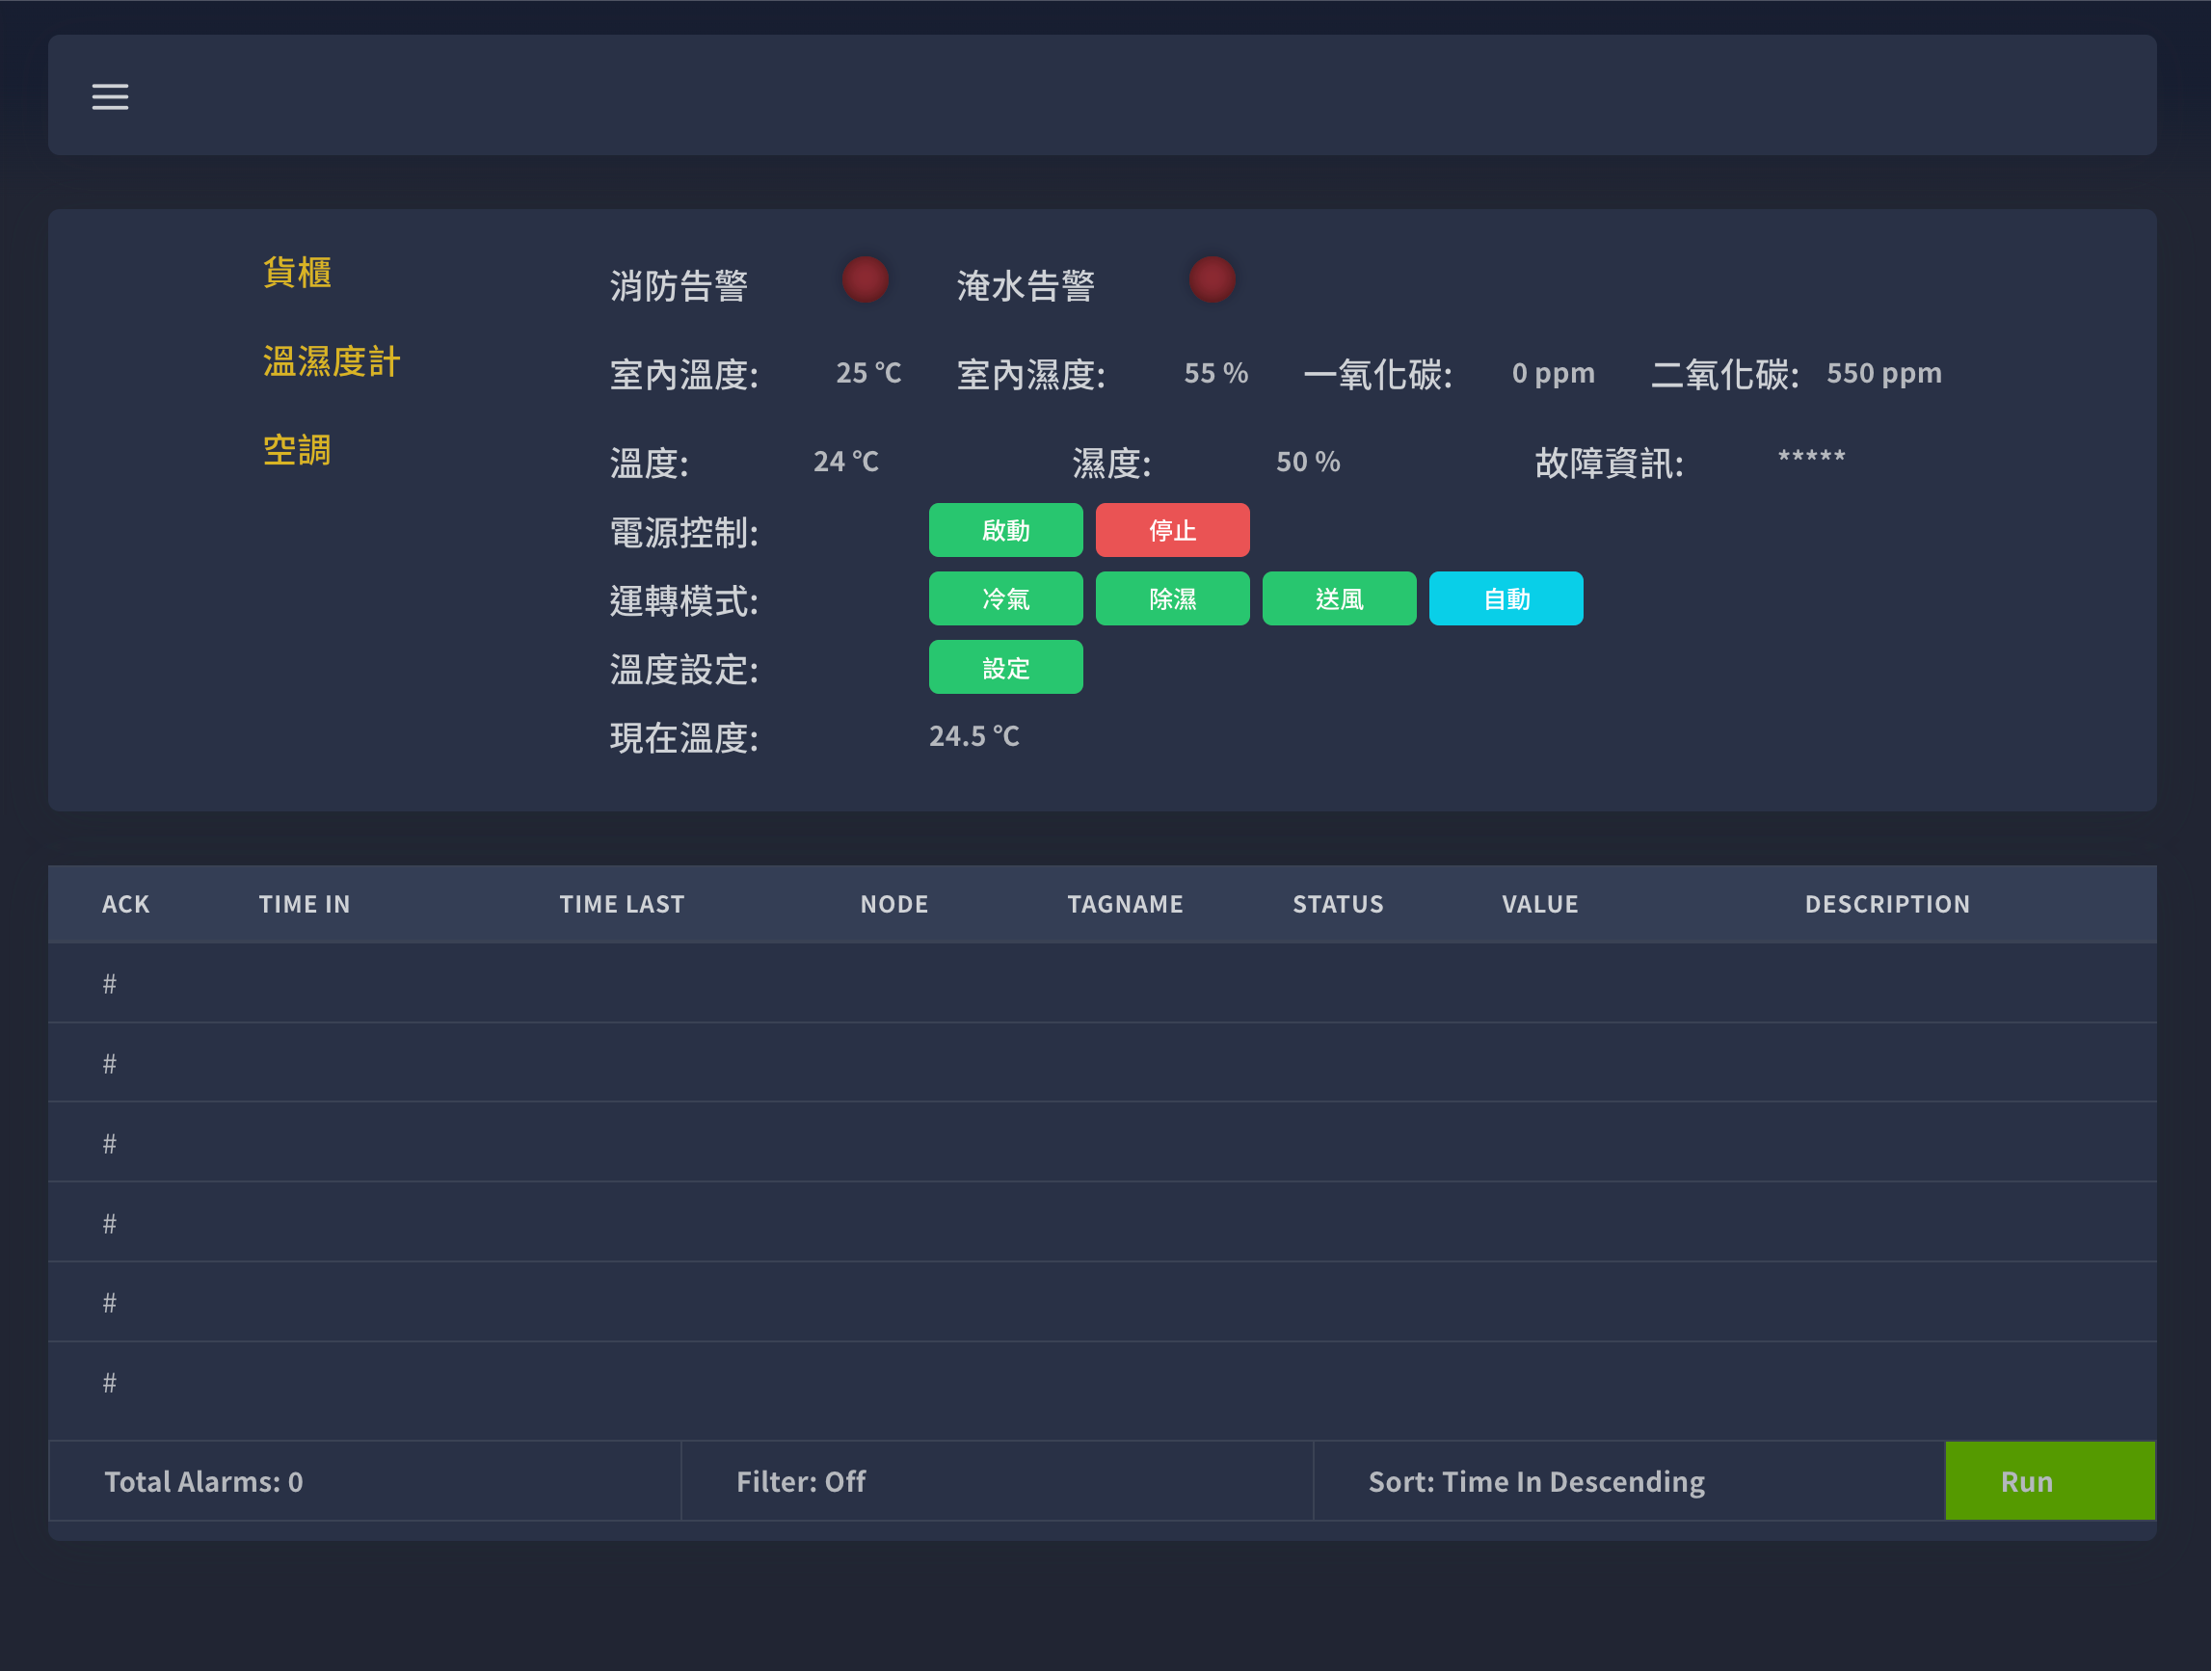 貨櫃 消防告警 淹水告警
溫濕度計 室內溫度: 25 °C 室內濕度: 55 % 一氧化碳: 0 ppm 二氧化碳: 550 ppm
空調 溫度: 24 °C 濕度: 50 % 故障資訊: *****
電源控制: 啟動 停止
運轉模式: 冷氣 除濕 送風 自動
溫度設定: 設定
現在溫度: 24.5 °C
ACK TIME IN TIME LAST NODE TAGNAME STATUS VALUE DESCRIPTION
#
#
#
#
#
#
Total Alarms: 0 Filter: Off Sort: Time In Descending Run